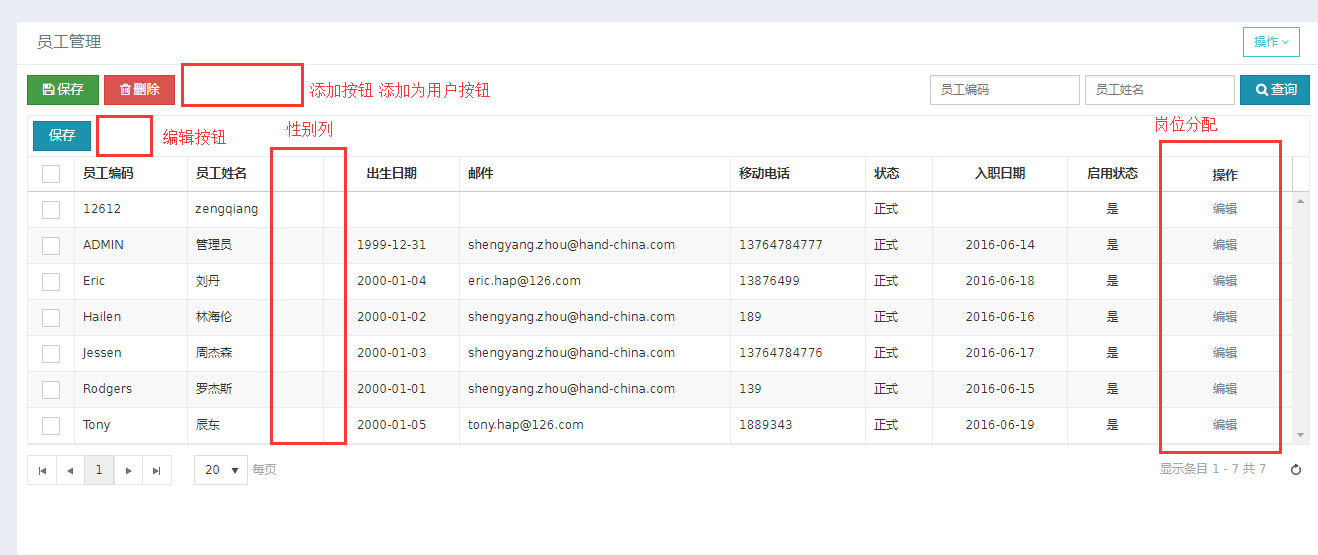 员工管理 操作
保存 删除 添加按钮 添加为用户按钮 员工编码 员工姓名 查询
保存 编辑按钮 性别列 岗位分配
员工编码 员工姓名 出生日期 邮件 移动电话 状态 入职日期 启用状态 操作
12612 zengqiang 正式 是 编辑
ADMIN 管理员 1999-12-31 shengyang.zhou@hand-china.com 13764784777 正式 2016-06-14 是 编辑
Eric 刘丹 2000-01-04 eric.hap@126.com 13876499 正式 2016-06-18 是 编辑
Hailen 林海伦 2000-01-02 shengyang.zhou@hand-china.com 189 正式 2016-06-16 是 编辑
Jessen 周杰森 2000-01-03 shengyang.zhou@hand-china.com 13764784776 正式 2016-06-17 是 编辑
Rodgers 罗杰斯 2000-01-01 shengyang.zhou@hand-china.com 139 正式 2016-06-15 是 编辑
Tony 辰东 2000-01-05 tony.hap@126.com 1889343 正式 2016-06-19 是 编辑
1 20 每页 显示条目 1 - 7 共 7